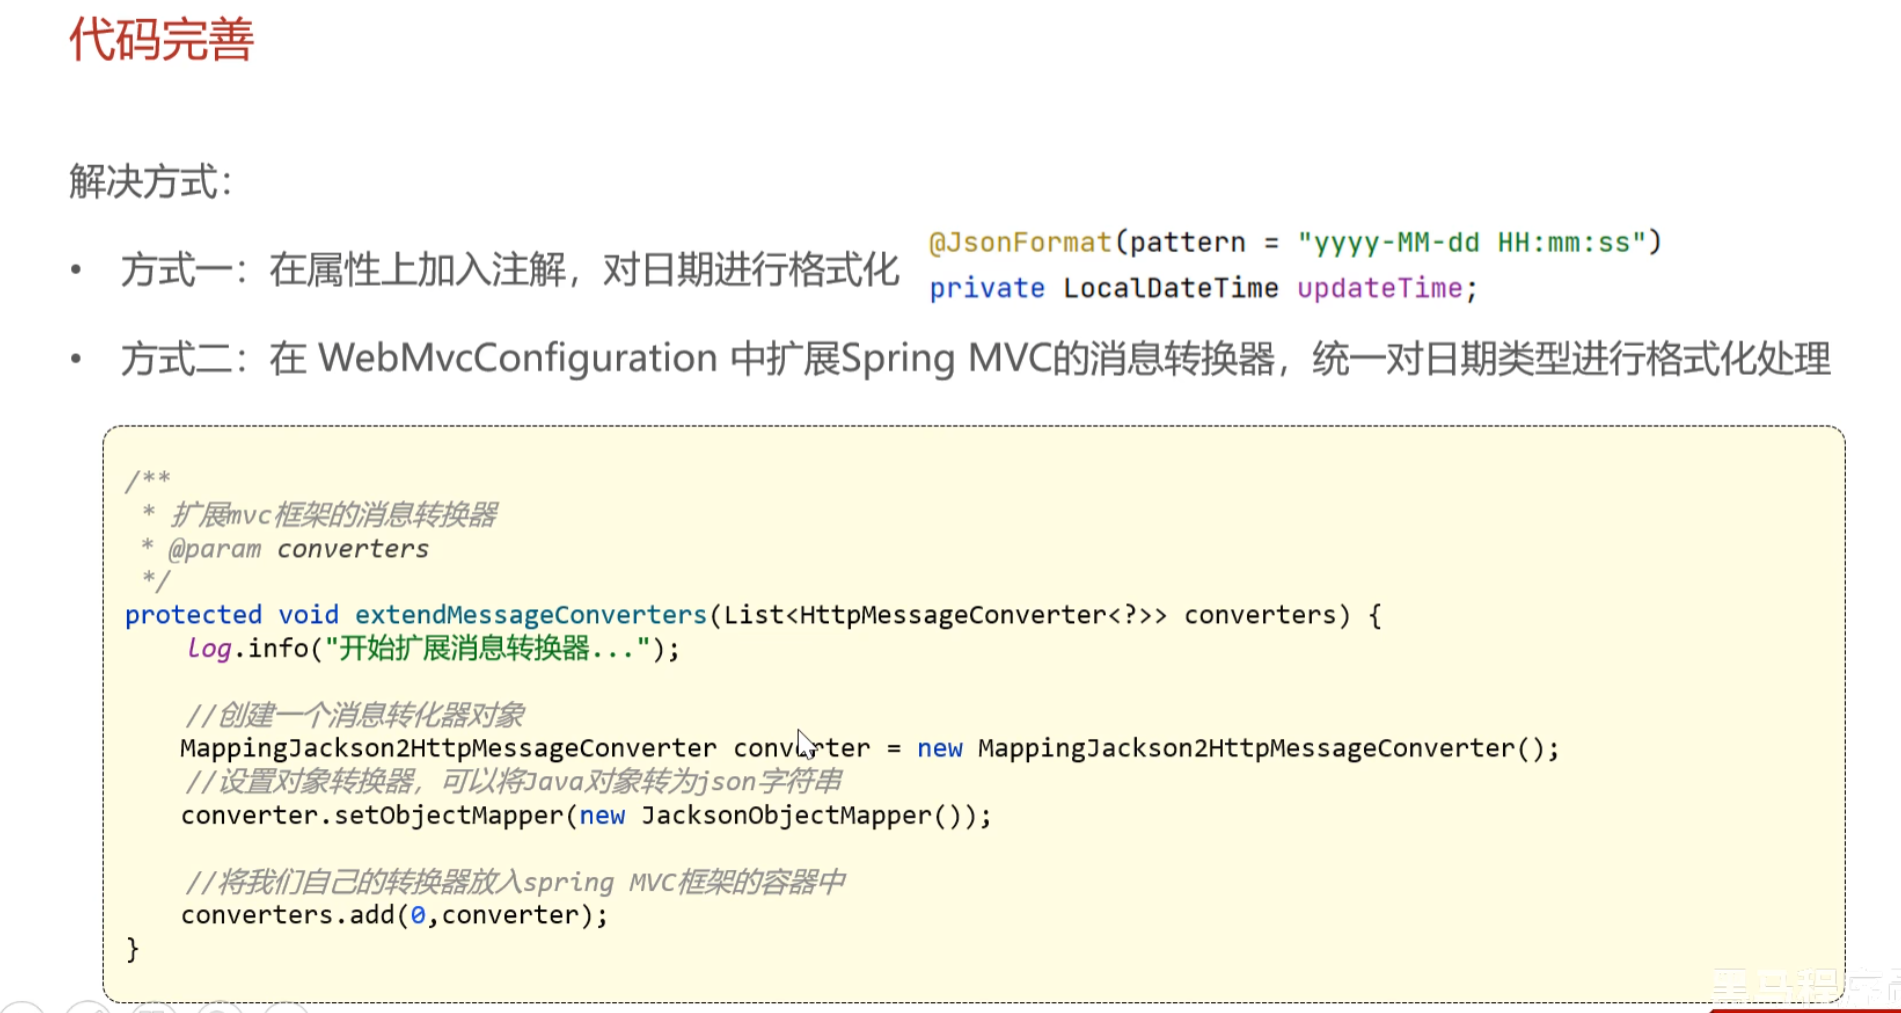 代码完善
解决方式：
• 方式一：在属性上加入注解，对日期进行格式化
@JsonFormat(pattern = "yyyy-MM-dd HH:mm:ss")
private LocalDateTime updateTime;
• 方式二：在 WebMvcConfiguration 中扩展Spring MVC的消息转换器，统一对日期类型进行格式化处理
/**
 * 扩展mvc框架的消息转换器
 * @param converters
 */
protected void extendMessageConverters(List<HttpMessageConverter<?>> converters) {
    log.info("开始扩展消息转换器...");
    //创建一个消息转化器对象
    MappingJackson2HttpMessageConverter converter = new MappingJackson2HttpMessageConverter();
    //设置对象转换器，可以将Java对象转为json字符串
    converter.setObjectMapper(new JacksonObjectMapper());
    //将我们自己的转换器放入spring MVC框架的容器中
    converters.add(0,converter);
}
黑马程序